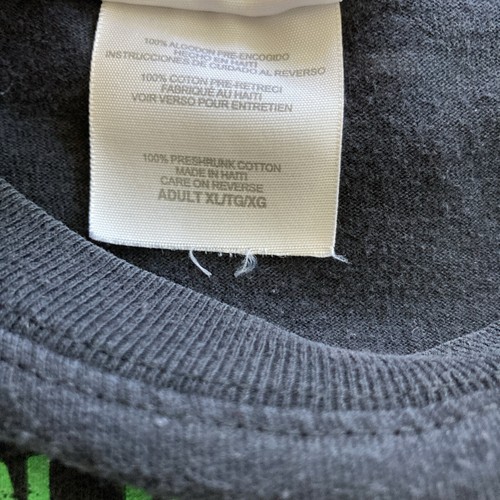 100% ALGODON PRE-ENCOGIDO
HECHO EN HAITI
INSTRUCCIONES DE CUIDADO AL REVERSO
100% COTON PRE-RETRECI
FABRIQUÉ AU HAITI
VOIR VERSO POUR ENTRETIEN
100% PRESHRUNK COTTON
MADE IN HAITI
CARE ON REVERSE
ADULT XL/TG/XG